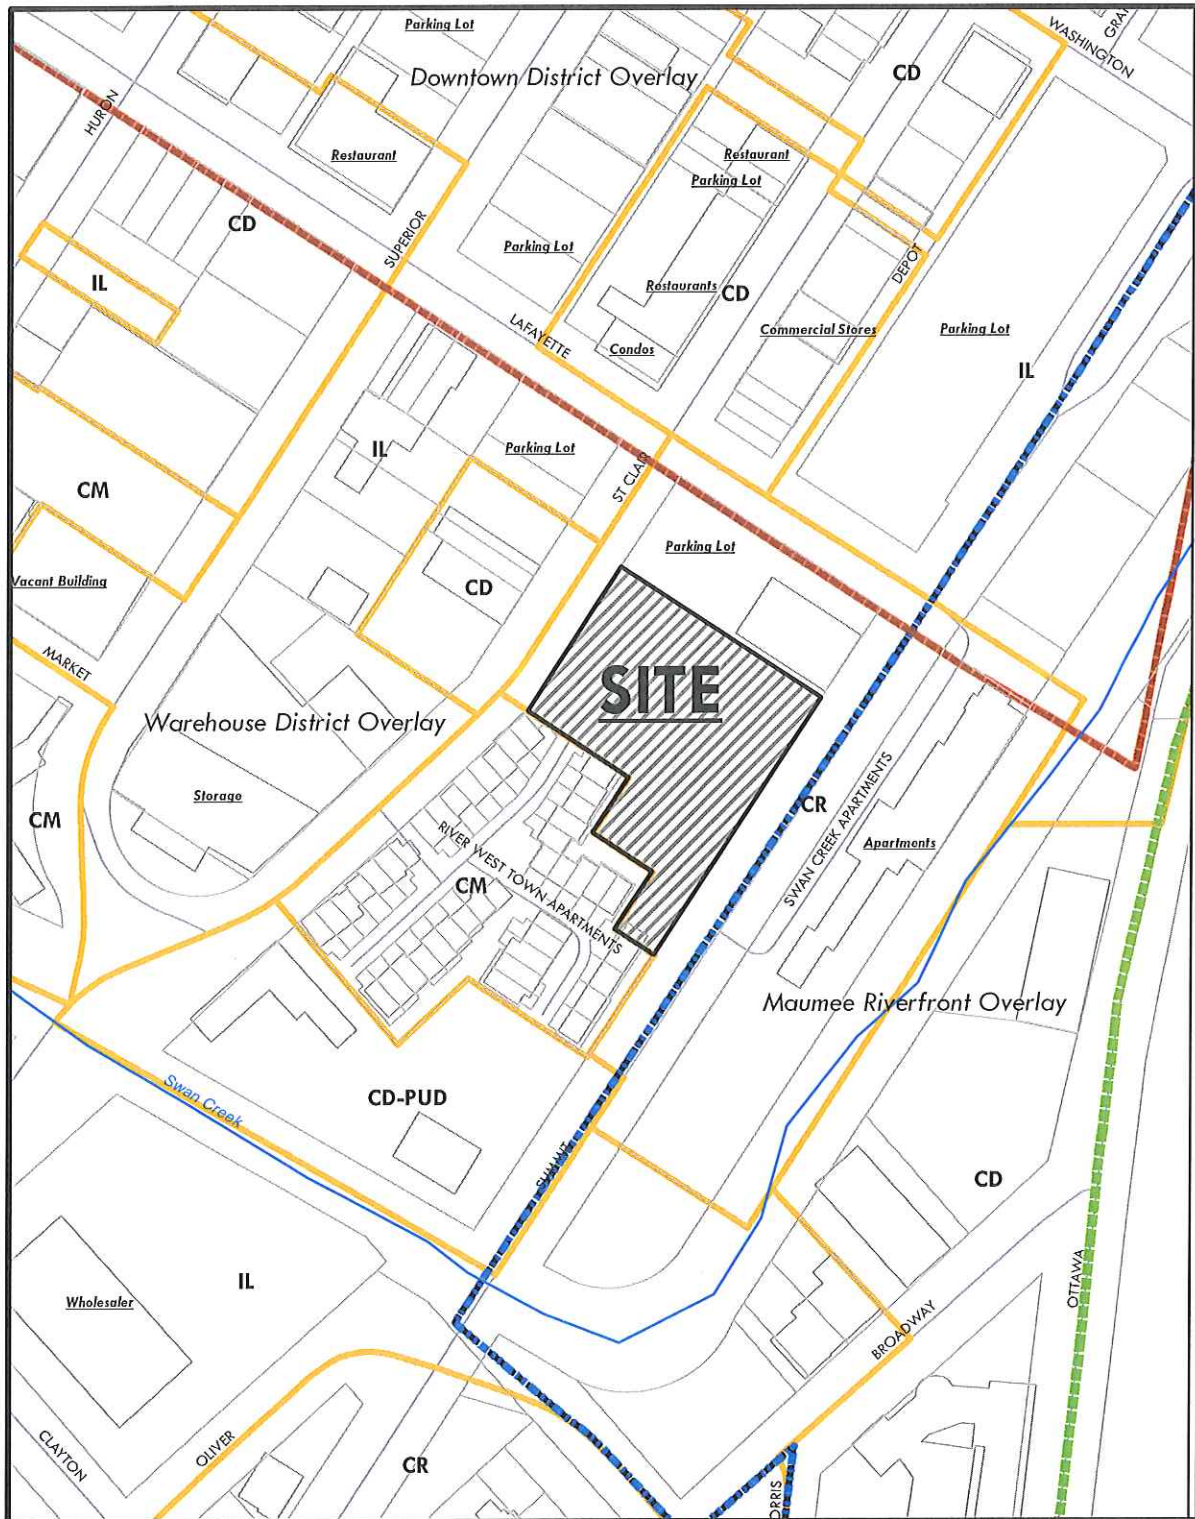 Parking Lot
WASHINGTON
Downtown District Overlay
CD
HURON
Restaurant
Restaurant
Parking Lot
CD
SUPERIOR
Parking Lot
DEPOT
IL
Restaurants
CD
LAFAYETTE
Condos
Commercial Stores
Parking Lot
IL
IL
Parking Lot
ST CLAIR
CM
Parking Lot
Vacant Building
CD
MARKET
SITE
Warehouse District Overlay
Storage
CM
CR
SWAN CREEK APARTMENTS
Apartments
RIVER WEST TOWN APARTMENTS
CM
Maumee Riverfront Overlay
CD-PUD
Swan Creek
SUMMIT
CD
IL
Wholesaler
OTTAWA
BROADWAY
OLIVER
CLAYTON
CR
ORRIS